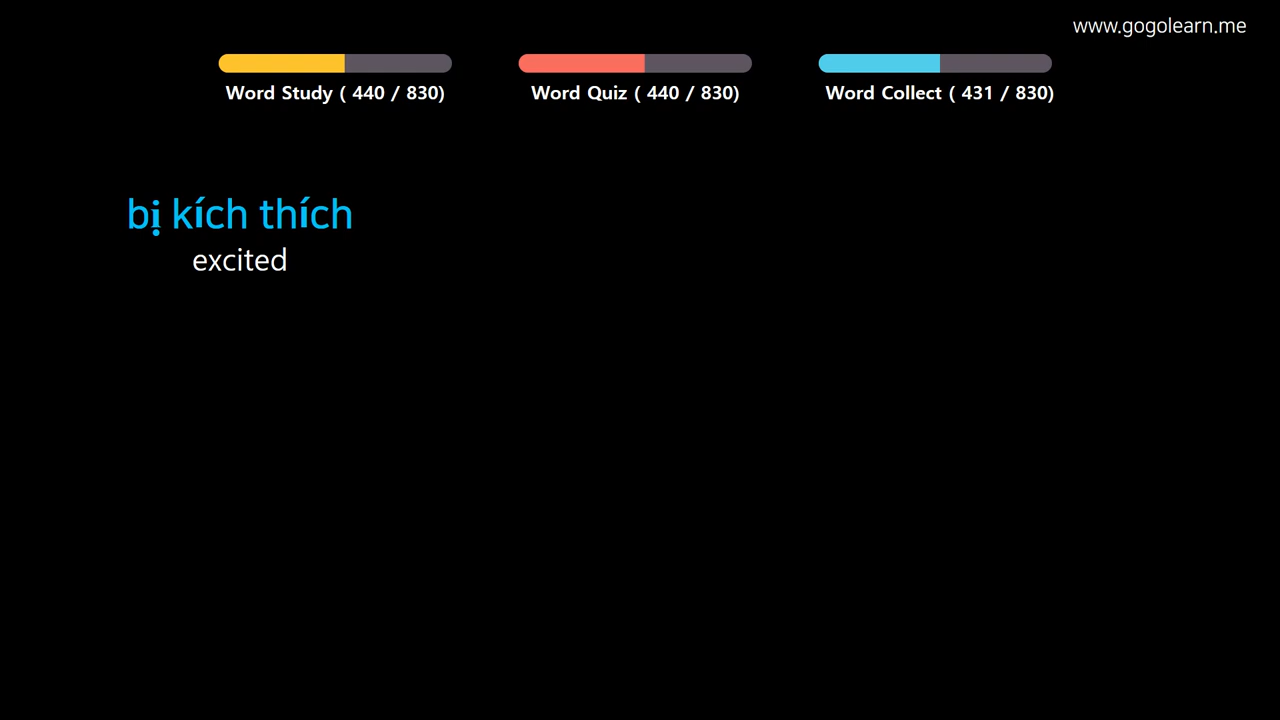 www.gogolearn.me
Word Study ( 440 / 830)
Word Quiz ( 440 / 830)
Word Collect ( 431 / 830)
bị kích thích
excited